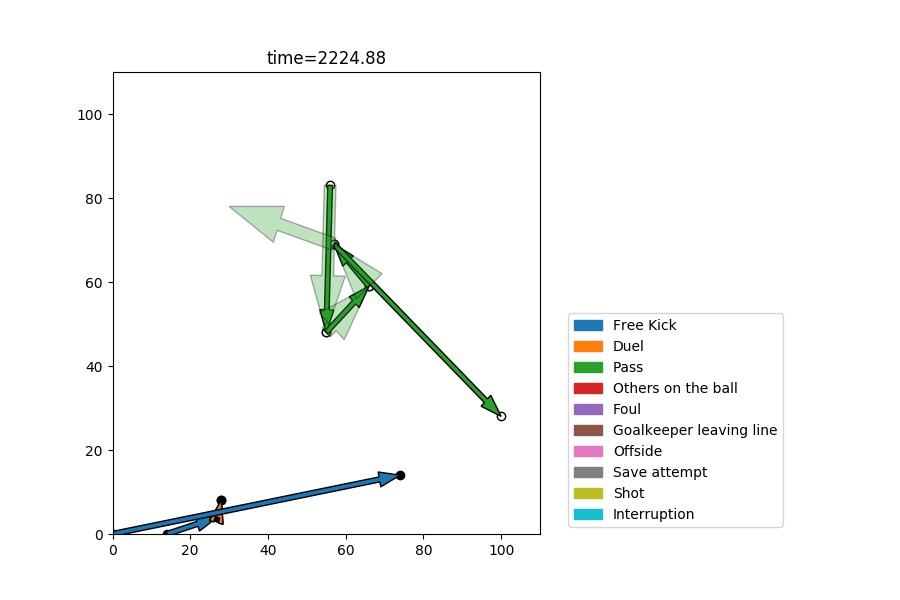 time=2224.88
100
80
60
40
20
0
0 20 40 60 80 100
Free Kick
Duel
Pass
Others on the ball
Foul
Goalkeeper leaving line
Offside
Save attempt
Shot
Interruption